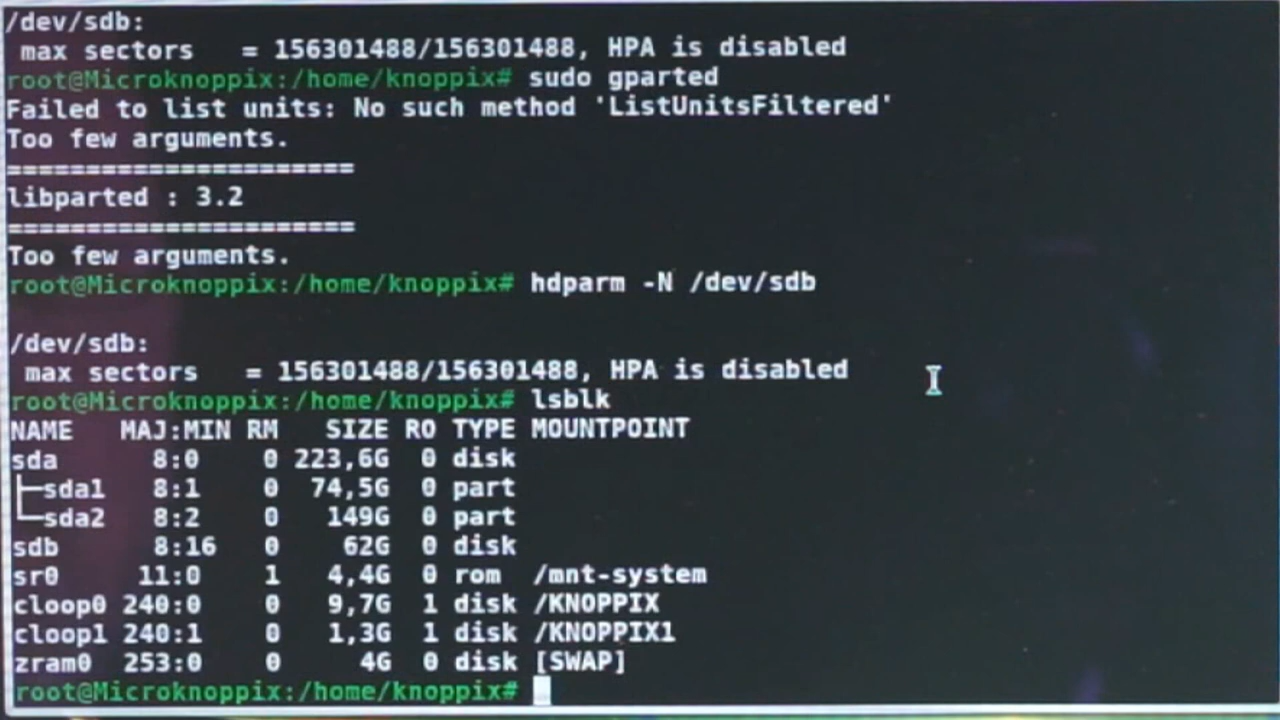 /dev/sdb:
 max sectors   = 156301488/156301488, HPA is disabled
root@Microknoppix:/home/knoppix# sudo gparted
Failed to list units: No such method 'ListUnitsFiltered'
Too few arguments.
======================
libparted : 3.2
======================
Too few arguments.
root@Microknoppix:/home/knoppix# hdparm -N /dev/sdb

/dev/sdb:
 max sectors   = 156301488/156301488, HPA is disabled
root@Microknoppix:/home/knoppix# lsblk
NAME   MAJ:MIN RM   SIZE RO TYPE MOUNTPOINT
sda      8:0    0 223,6G  0 disk
├─sda1   8:1    0  74,5G  0 part
└─sda2   8:2    0   149G  0 part
sdb      8:16   0    62G  0 disk
sr0     11:0    1   4,4G  0 rom  /mnt-system
cloop0 240:0    0   9,7G  1 disk /KNOPPIX
cloop1 240:1    0   1,3G  1 disk /KNOPPIX1
zram0  253:0    0     4G  0 disk [SWAP]
root@Microknoppix:/home/knoppix#